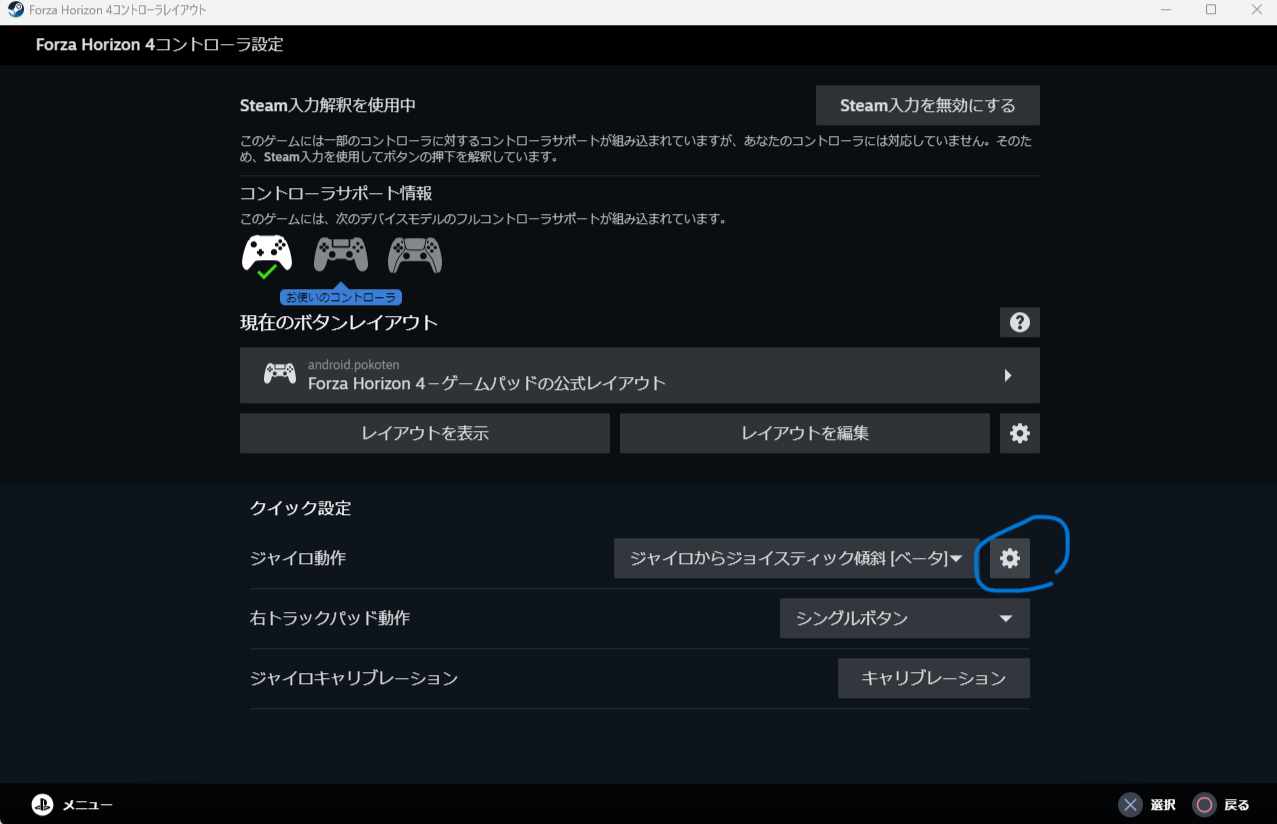 Forza Horizon 4コントローラレイアウト
Forza Horizon 4コントローラ設定
Steam入力解釈を使用中
Steam入力を無効にする
このゲームには一部のコントローラに対するコントローラサポートが組み込まれていますが、あなたのコントローラには対応していません。そのた
め、Steam入力を使用してボタンの押下を解釈しています。
コントローラサポート情報
このゲームには、次のデバイスモデルのフルコントローラサポートが組み込まれています。
お使いのコントローラ
現在のボタンレイアウト
android.pokoten
Forza Horizon 4－ゲームパッドの公式レイアウト
レイアウトを表示
レイアウトを編集
クイック設定
ジャイロ動作
ジャイロからジョイスティック傾斜 [ベータ]
右トラックパッド動作
シングルボタン
ジャイロキャリブレーション
キャリブレーション
メニュー
選択
戻る